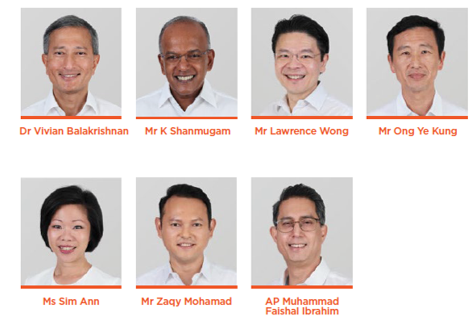 Dr Vivian Balakrishnan
Mr K Shanmugam
Mr Lawrence Wong
Mr Ong Ye Kung
Ms Sim Ann
Mr Zaqy Mohamad
AP Muhammad
Faishal Ibrahim